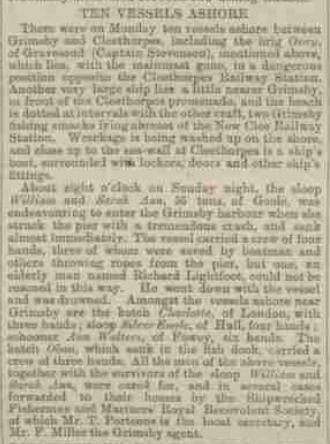 TEN VESSELS ASHORE
There were on Monday ten vessels ashore between
Grimsby and Cleethorpes, including the brig
of Gravesend (Captain Stevenson), mentioned above,
which lies, with the mainmast gone, in a dangerous
position opposite the Cleethorpes Railway Station.
Another very large ship lies a little nearer Grimsby,
in front of the Cleethorpes promenade, and the beach
is dotted at intervals with the other craft, two Grimsby
fishing smacks lying abreast of the New Clee Railway
Station. Wreckage is being washed up on the shore,
and close up to the sea-wall at Cleethorpes is a ship's
boat, surrounded with lockers, doors and other ship's
fittings.
About eight o'clock on Sunday night, the sloop
William and Sarah Ann, 56 tons, of Goole, was
endeavouring to enter the Grimsby harbour when she
struck the pier with a tremendous crash, and sank
almost immediately. The vessel carried a crew of four
hands, three of whom were saved by boatmen and
others throwing ropes from the pier, but one, an
elderly man named Richard Lightfoot, could not be
reached in this way. He went down with the vessel
and was drowned. Amongst the vessels ashore near
Grimsby are the ketch Charlotte, of London, with
three hands; sloop Silver Eagle, of Hull, four hands;
schooner Ann Walters, of Fowey, six hands. The
ketch which sank in the fish dock, carried a
crew of three hands. All the men of the above vessels,
together with the survivors of the sloop William and
Sarah Ann, were cared for, and in several cases
forwarded to their homes by the Shipwrecked
Fishermen and Mariners' Royal Benevolent Society,
of which Mr. T. is the local secretary, and
Mr. F. Miller the Grimsby agent.